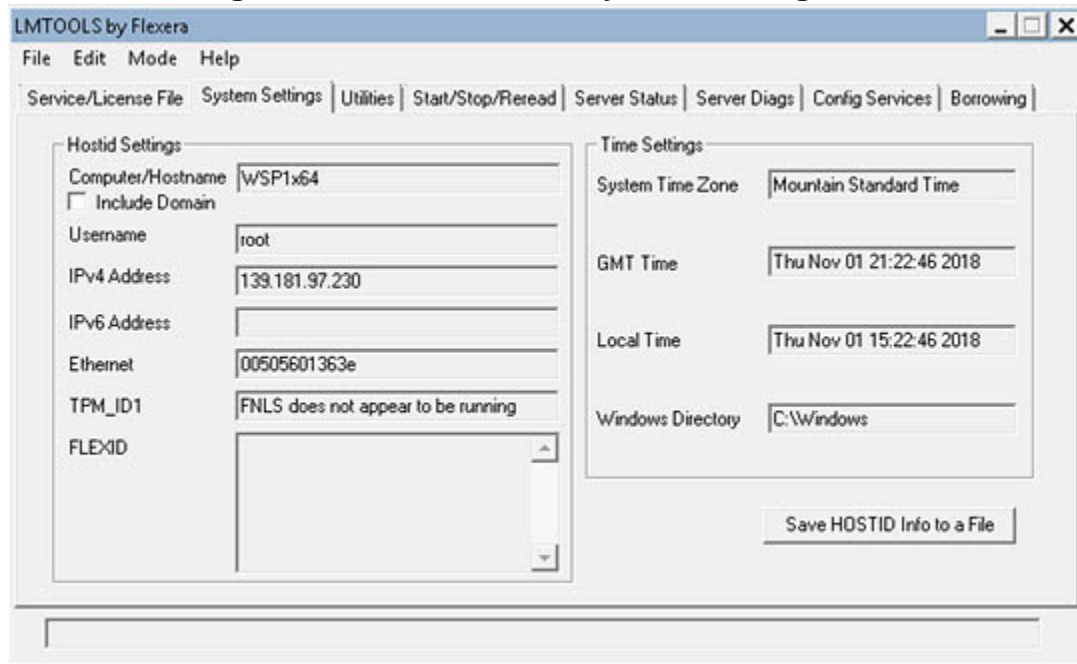 LMTOOLS by Flexera
File Edit Mode Help
Service/License File System Settings Utilities Start/Stop/Reread Server Status Server Diags Config Services Borrowing
Hostid Settings
Computer/Hostname WSP1x64
Include Domain
Username root
IPv4 Address 139.181.97.230
IPv6 Address
Ethernet 00505601363e
TPM_ID1 FNLS does not appear to be running
FLEXID
Time Settings
System Time Zone Mountain Standard Time
GMT Time Thu Nov 01 21:22:46 2018
Local Time Thu Nov 01 15:22:46 2018
Windows Directory C:\Windows
Save HOSTID Info to a File